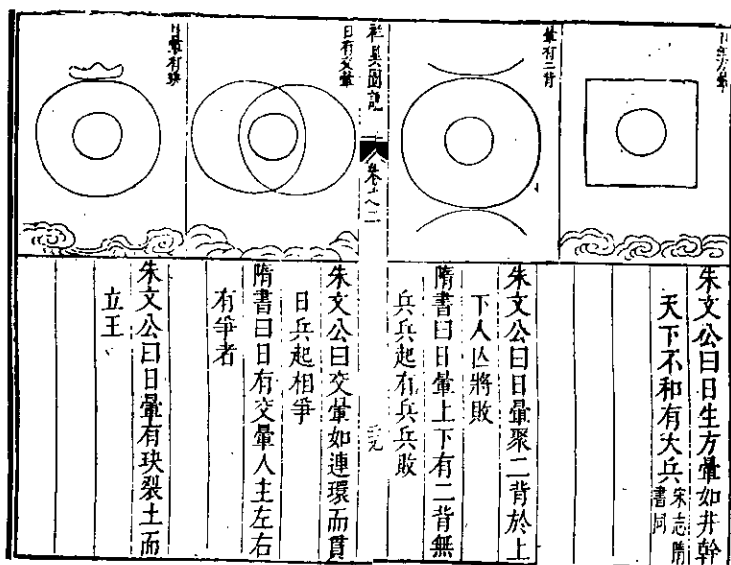 日生方暈
朱文公曰日生方暈如井幹
天下不和有大兵宋志隋
書同
暈有二背
朱文公曰日暈聚二背於上
下人亾將敗
隋書曰日暈上下有二背無
兵兵起有兵兵敗
祥異圖說
卷之二
日有交暈
朱文公曰交暈如連環而貫
日兵起相爭
隋書曰日有交暈人主左右
有爭者
日暈有玦
朱文公曰日暈有玦裂土而
立王